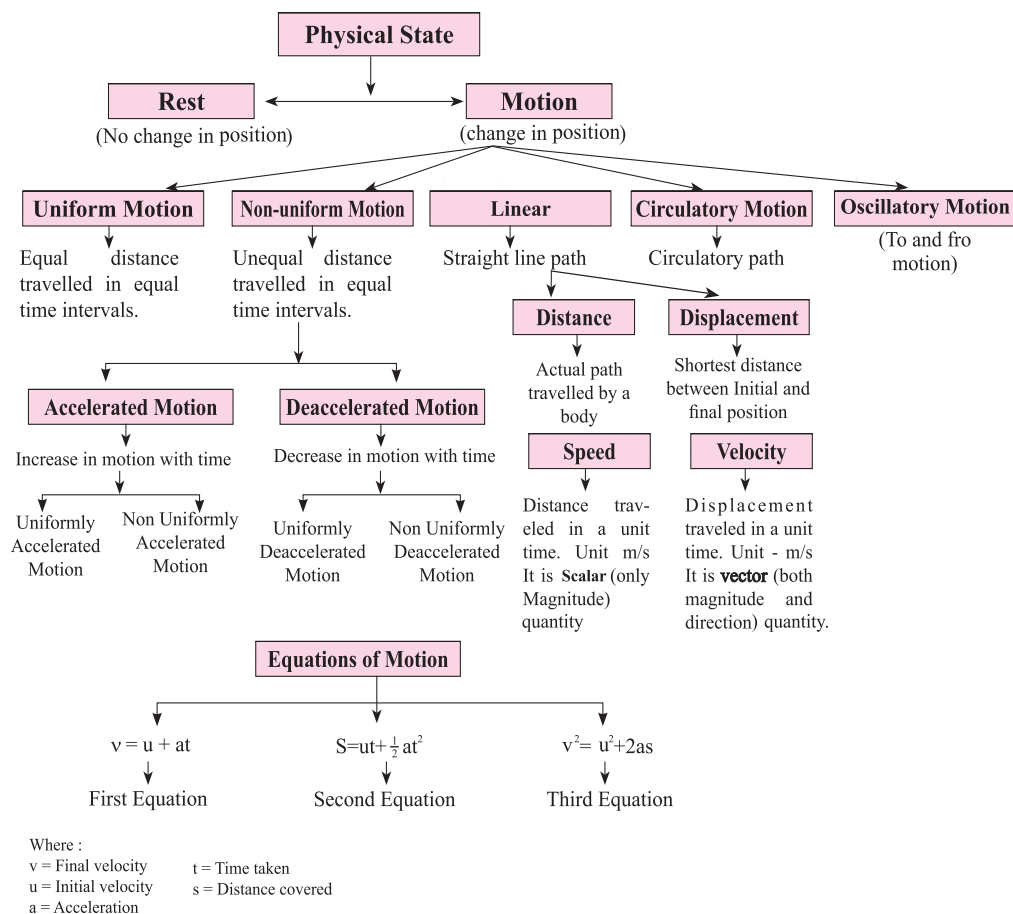 Physical State
Rest
Motion
(No change in position)
(change in position)
Uniform Motion
Non-uniform Motion
Linear
Circulatory Motion
Oscillatory Motion
Equal distance
travelled in equal
time intervals.
Unequal distance
travelled in equal
time intervals.
Straight line path
Circulatory path
(To and fro
motion)
Distance
Displacement
Actual path
travelled by a
body
Shortest distance
between Initial and
final position
Accelerated Motion
Deaccelerated Motion
Increase in motion with time
Decrease in motion with time
Uniformly
Accelerated
Motion
Non Uniformly
Accelerated
Motion
Uniformly
Deaccelerated
Motion
Non Uniformly
Deaccelerated
Motion
Speed
Velocity
Distance trav-
eled in a unit
time. Unit m/s
It is Scalar (only
Magnitude)
quantity
Displacement
traveled in a unit
time. Unit - m/s
It is vector (both
magnitude and
direction) quantity.
Equations of Motion
ν = u + at
S=ut+½at²
v²= u²+2as
First Equation
Second Equation
Third Equation
Where :
v = Final velocity
t = Time taken
u = Initial velocity
s = Distance covered
a = Acceleration